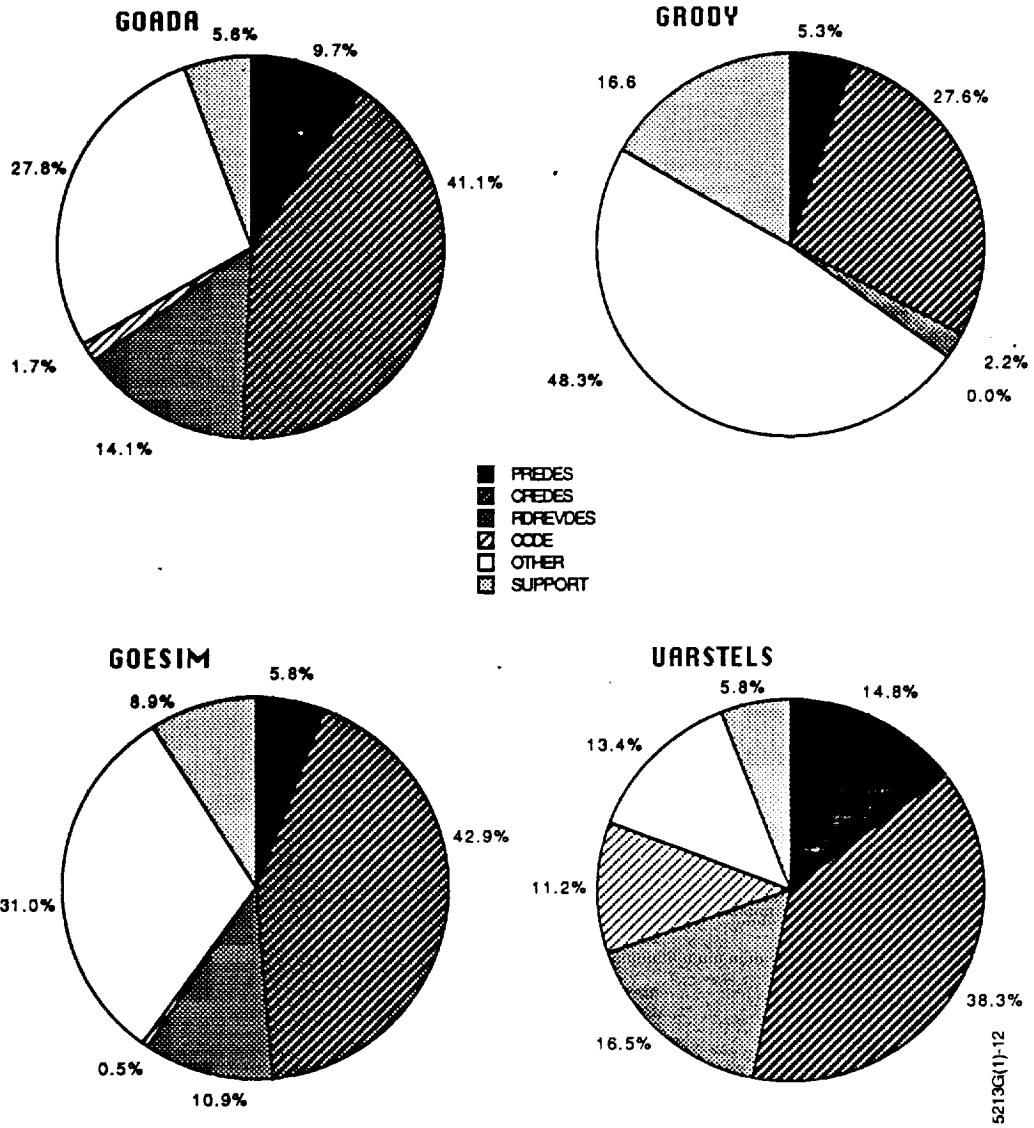 GOADA
5.6%
9.7%
41.1%
14.1%
1.7%
27.8%
GRODY
5.3%
27.6%
2.2%
0.0%
48.3%
16.6
PREDES
CREDES
RDREVDES
CODE
OTHER
SUPPORT
GOESIM
5.8%
42.9%
10.9%
0.5%
31.0%
8.9%
UARSTELS
5.8%
14.8%
38.3%
16.5%
11.2%
13.4%
5213G(1)-12